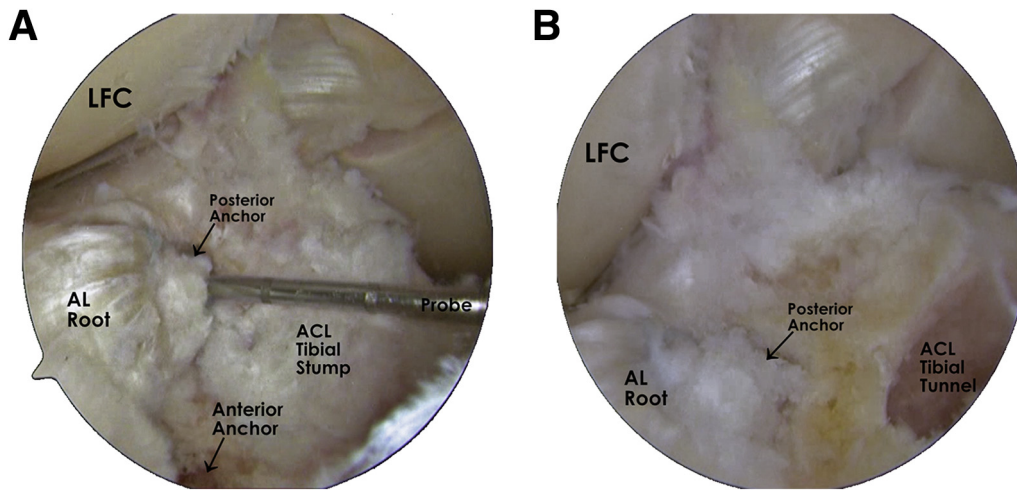 A
LFC
Posterior
Anchor
AL
Root
Probe
ACL
Tibial
Stump
Anterior
Anchor
B
LFC
Posterior
Anchor
AL
Root
ACL
Tibial
Tunnel